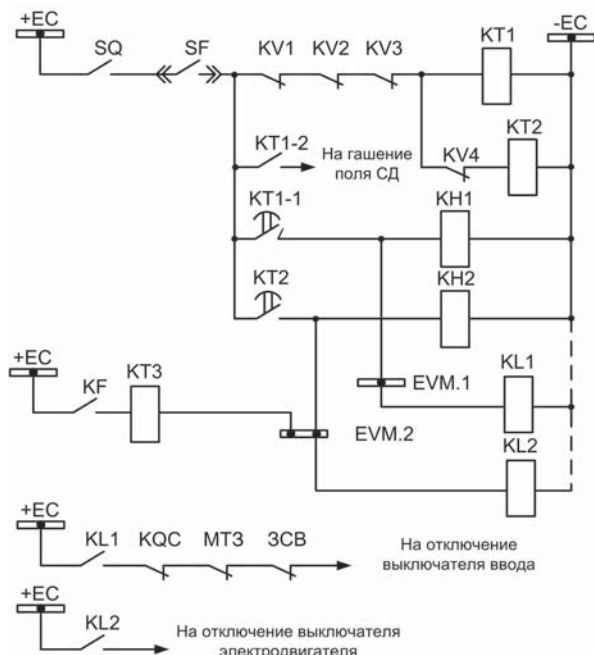 +EC
-EC
SQ
SF
KV1
KV2
KV3
KT1
KT1-2
На гашение
поля СД
KV4
KT2
KT1-1
KH1
KT2
KH2
+EC
KF
KT3
EVM.1
KL1
EVM.2
KL2
+EC
KL1
KQC
МТЗ
ЗСВ
На отключение
выключателя ввода
+EC
KL2
На отключение выключателя
электродвигателя